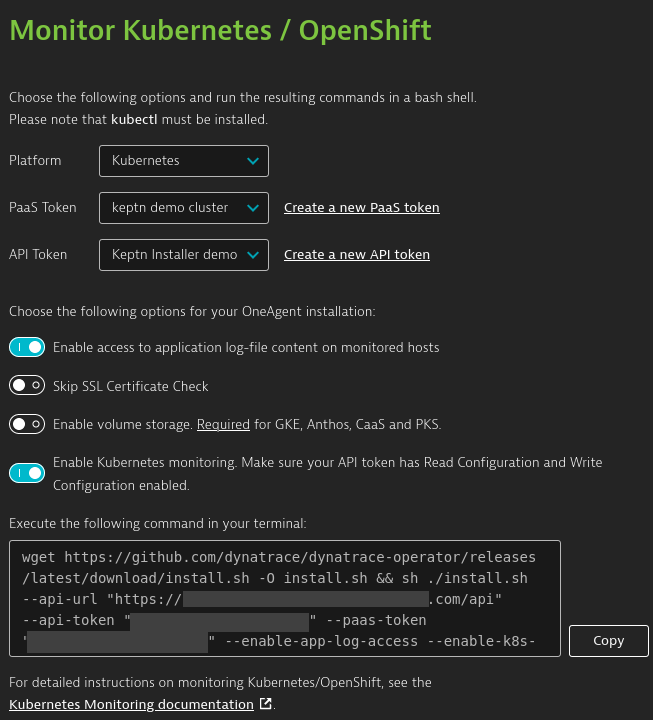 Monitor Kubernetes / OpenShift
Choose the following options and run the resulting commands in a bash shell.
Please note that kubectl must be installed.
Platform Kubernetes
PaaS Token keptn demo cluster Create a new PaaS token
API Token Keptn Installer demo Create a new API token
Choose the following options for your OneAgent installation:
Enable access to application log-file content on monitored hosts
Skip SSL Certificate Check
Enable volume storage. Required for GKE, Anthos, CaaS and PKS.
Enable Kubernetes monitoring. Make sure your API token has Read Configuration and Write
Configuration enabled.
Execute the following command in your terminal:
wget https://github.com/dynatrace/dynatrace-operator/releases
/latest/download/install.sh -O install.sh && sh ./install.sh
--api-url "https:// .com/api"
--api-token " " --paas-token
" " --enable-app-log-access --enable-k8s-
Copy
For detailed instructions on monitoring Kubernetes/OpenShift, see the
Kubernetes Monitoring documentation .